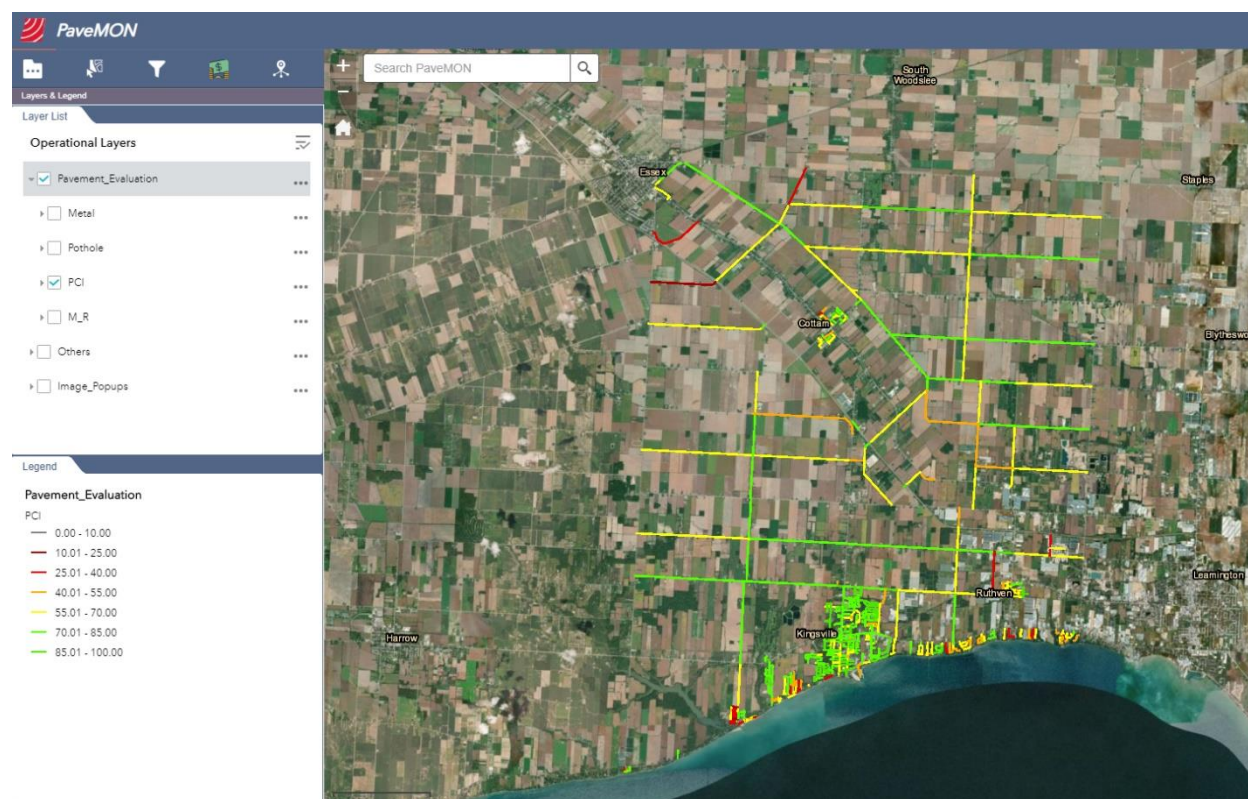 PaveMON
Layers & Legend
Layer List
Operational Layers
Pavement_Evaluation
Metal
Pothole
PCI
M_R
Others
Image_Popups
Legend
Pavement_Evaluation
PCI
0.00 - 10.00
10.01 - 25.00
25.01 - 40.00
40.01 - 55.00
55.01 - 70.00
70.01 - 85.00
85.01 - 100.00
Search PaveMON
South
Woodslee
Essex
Staples
Cottam
Blytheswo
Leamington
Ruthven
Kingsville
Harrow